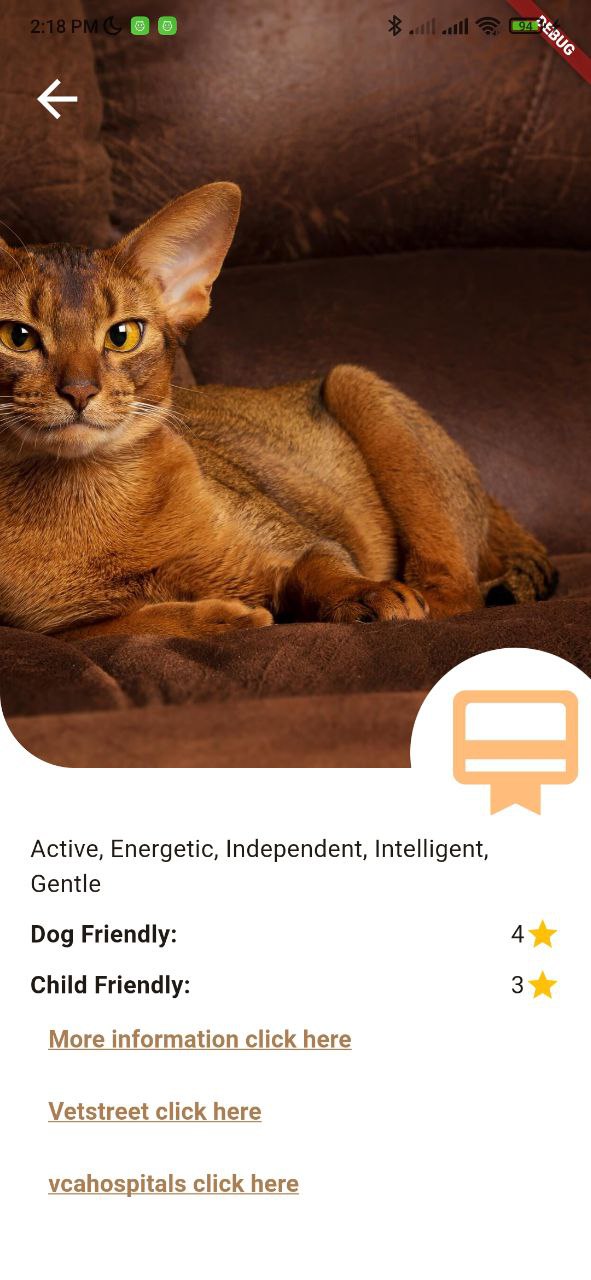 2:18 PM
94
DEBUG
Active, Energetic, Independent, Intelligent,
Gentle
Dog Friendly: 4
Child Friendly: 3
More information click here
Vetstreet click here
vcahospitals click here